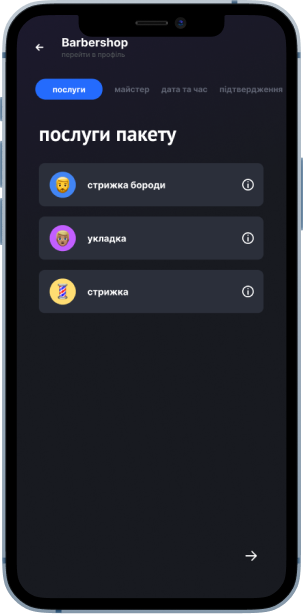 Barbershop
перейти в профіль
послуги
майстер
дата та час
підтвердження
послуги пакету
стрижка бороди
укладка
стрижка